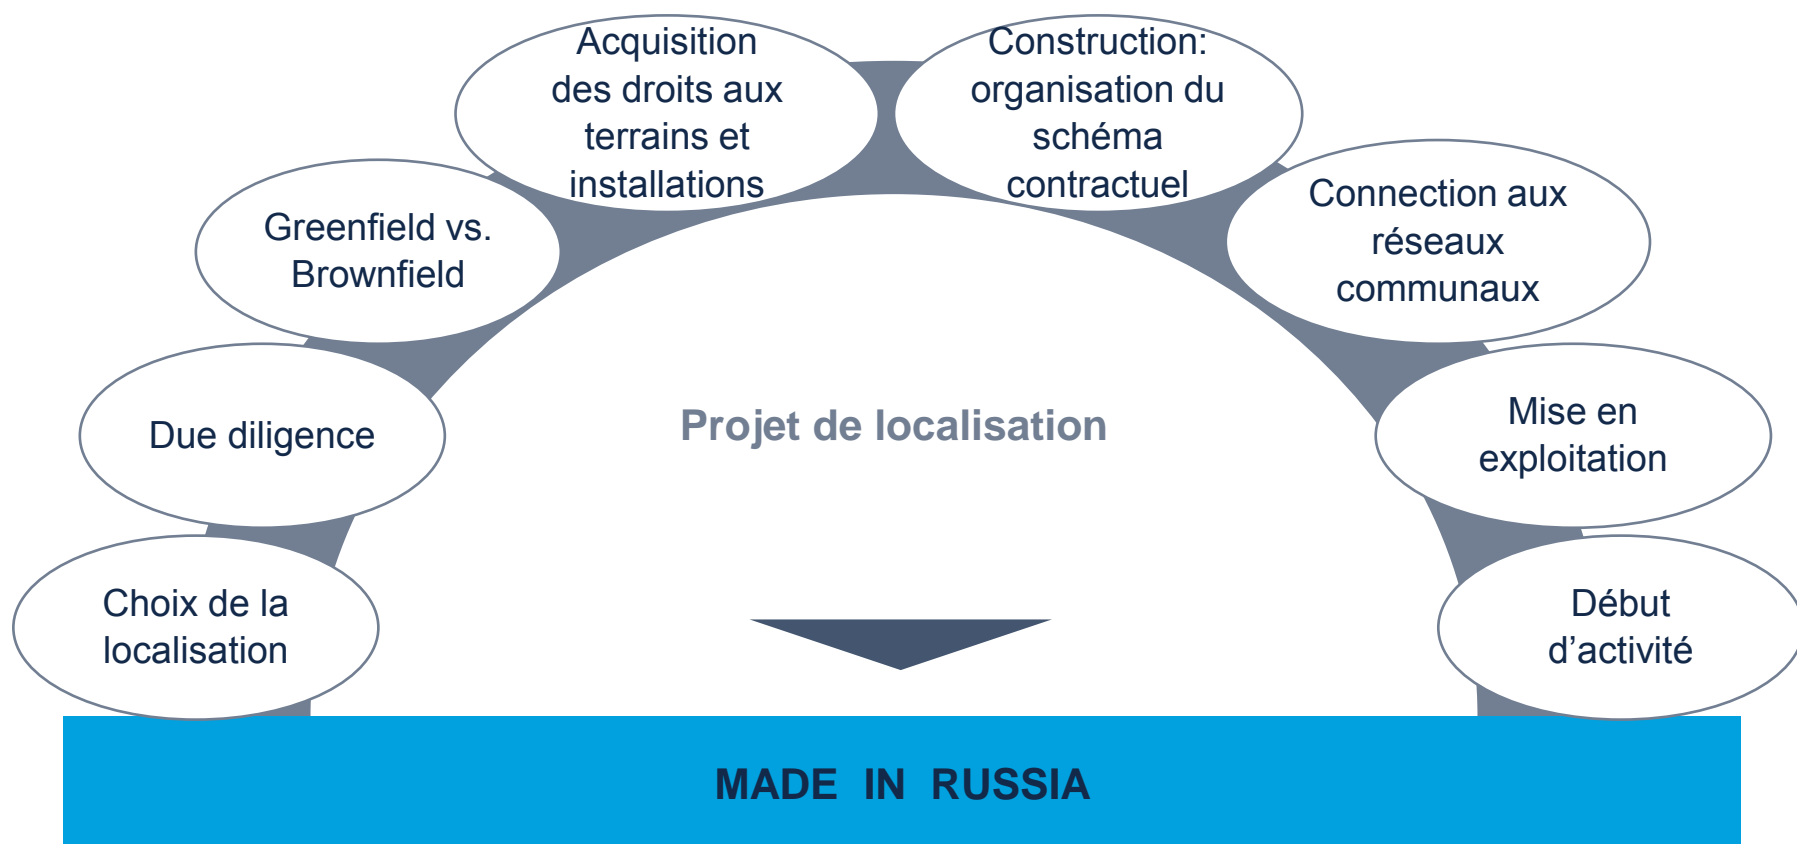 Acquisition
des droits aux
terrains et
installations
Construction:
organisation du
schéma
contractuel
Greenfield vs.
Brownfield
Connection aux
réseaux
communaux
Due diligence
Projet de localisation
Mise en
exploitation
Choix de la
localisation
Début
d’activité
MADE IN RUSSIA